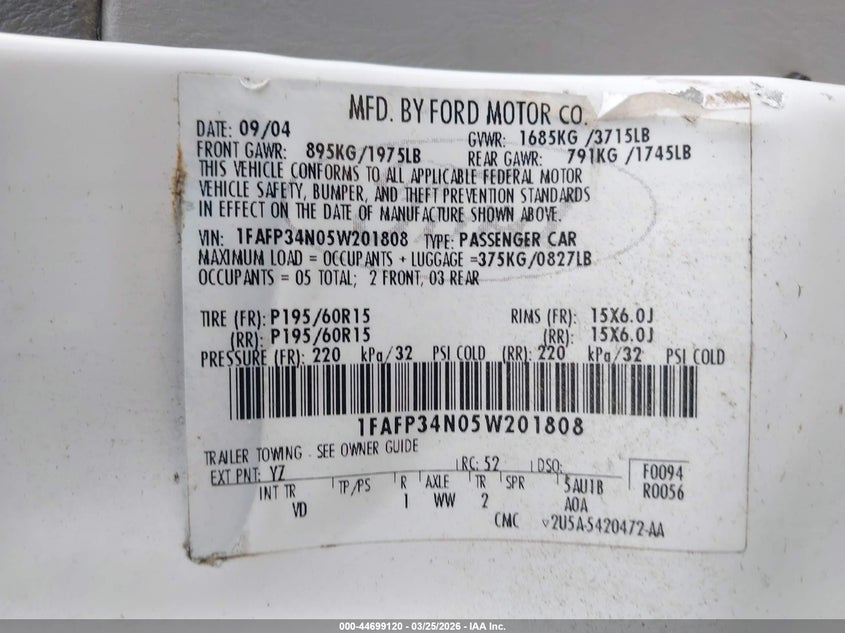 MFD. BY FORD MOTOR CO.
DATE: 09/04 GVWR: 1685KG /3715LB
FRONT GAWR: 895KG/1975LB REAR GAWR: 791KG /1745LB
THIS VEHICLE CONFORMS TO ALL APPLICABLE FEDERAL MOTOR
VEHICLE SAFETY, BUMPER, AND THEFT PREVENTION STANDARDS
IN EFFECT ON THE DATE OF MANUFACTURE SHOWN ABOVE.
VIN: 1FAFP34N05W201808 TYPE: PASSENGER CAR
MAXIMUM LOAD = OCCUPANTS + LUGGAGE =375KG/0827LB
OCCUPANTS = 05 TOTAL; 2 FRONT, 03 REAR
TIRE (FR): P195/60R15 RIMS (FR): 15X6.0J
(RR): P195/60R15 (RR): 15X6.0J
PRESSURE (FR): 220 kPa/32 PSI COLD (RR): 220 kPa/32 PSI COLD
1FAFP34N05W201808
TRAILER TOWING - SEE OWNER GUIDE
EXT PNT: YZ RC: 52 DSO: F0094
INT TR TP/PS R AXLE TR SPR 5AU1B R0056
VD 1 WW 2 A0A
CMC V2U5A-5420472-AA
000-44699120 — 03/25/2026 — IAA Inc.